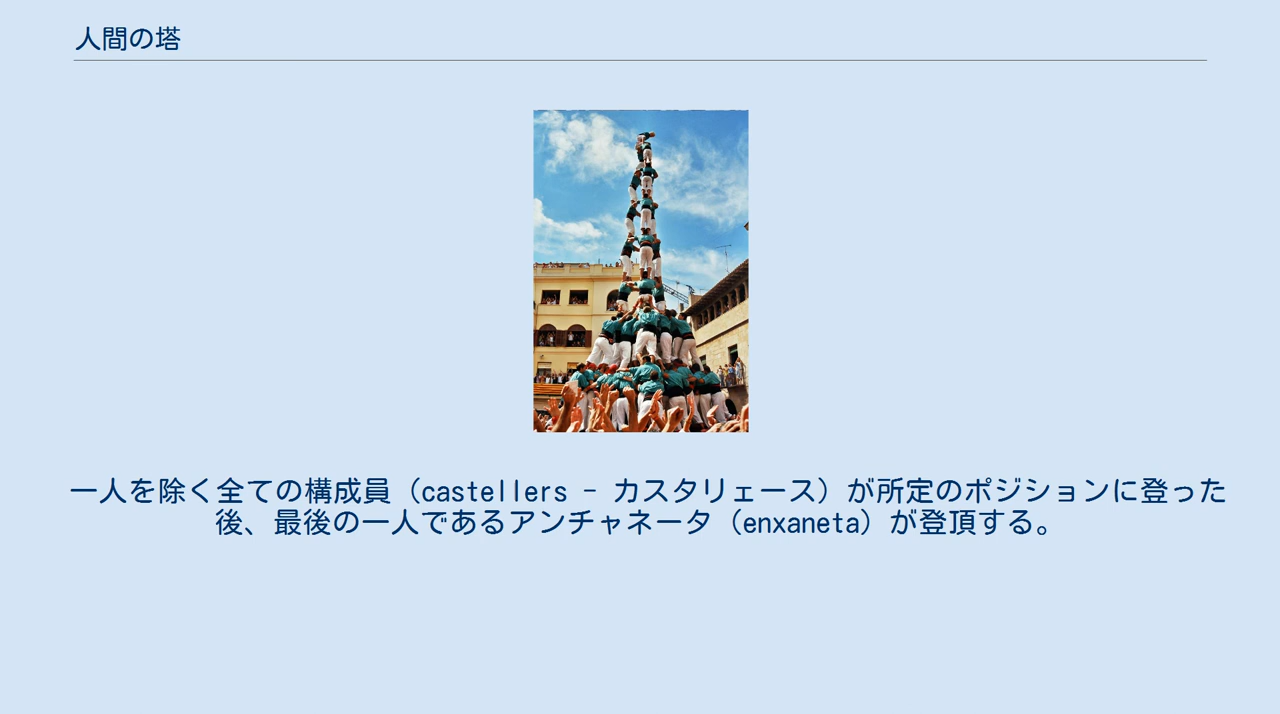 人間の塔
一人を除く全ての構成員（castellers - カスタリェース）が所定のポジションに登った
後、最後の一人であるアンチャネータ（enxaneta）が登頂する。